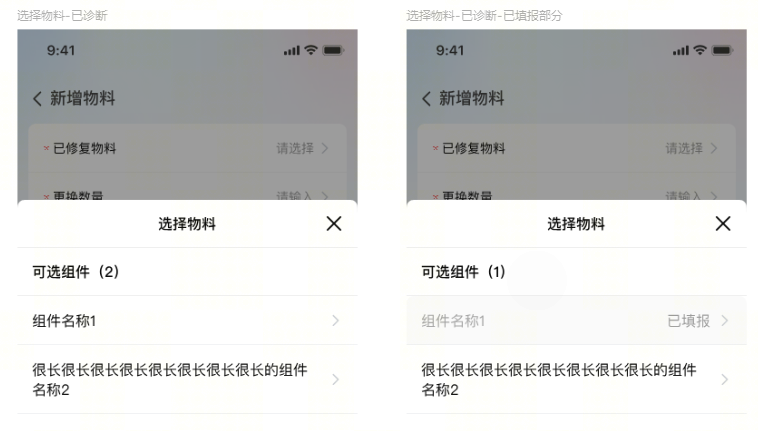 选择物料-已诊断
9:41
新增物料
* 已修复物料 请选择
* 更换数量 请输入
选择物料
可选组件（2）
组件名称1
很长很长很长很长很长很长很长很长的组件
名称2
选择物料-已诊断-已填报部分
9:41
新增物料
* 已修复物料 请选择
* 更换数量 请输入
选择物料
可选组件（1）
组件名称1 已填报
很长很长很长很长很长很长很长很长的组件
名称2